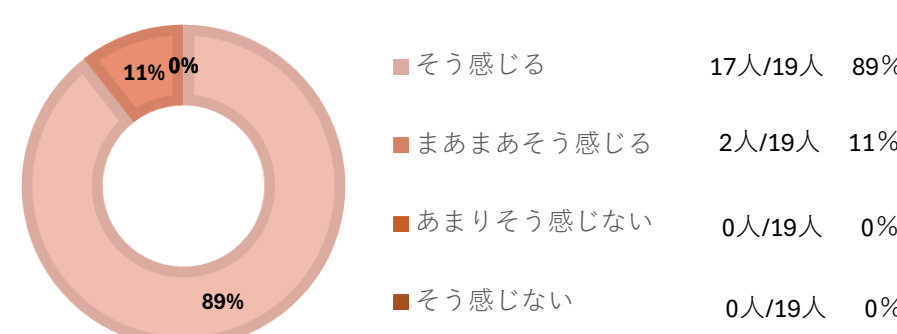 11% 0%
89%
そう感じる 17人/19人 89%
まあまあそう感じる 2人/19人 11%
あまりそう感じない 0人/19人 0%
そう感じない 0人/19人 0%